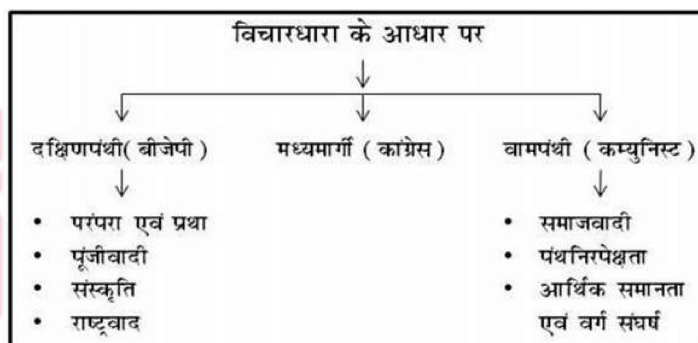 विचारधारा के आधार पर
दक्षिणपंथी( बीजेपी ) मध्यमार्गी ( कांग्रेस) वामपंथी ( कम्युनिस्ट)
• परंपरा एवं प्रथा
• पूंजीवादी
• संस्कृति
• राष्ट्रवाद
• समाजवादी
• पंथनिरपेक्षता
• आर्थिक समानता
एवं वर्ग संघर्ष